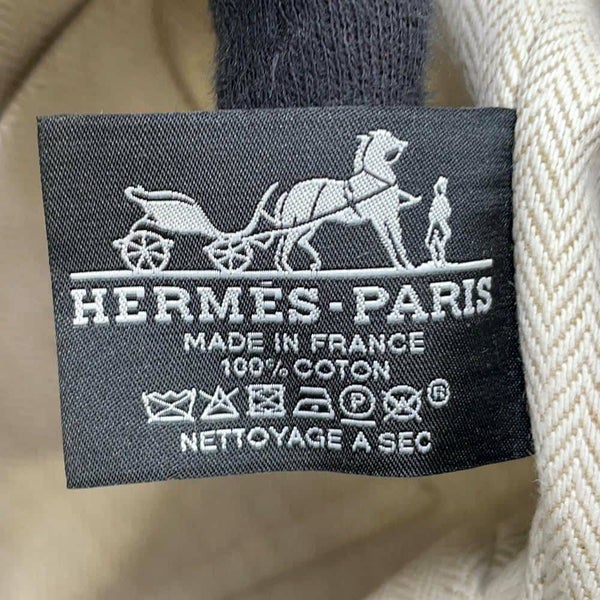 HERMÈS-PARIS
MADE IN FRANCE
100% COTON
P ®
NETTOYAGE A SEC